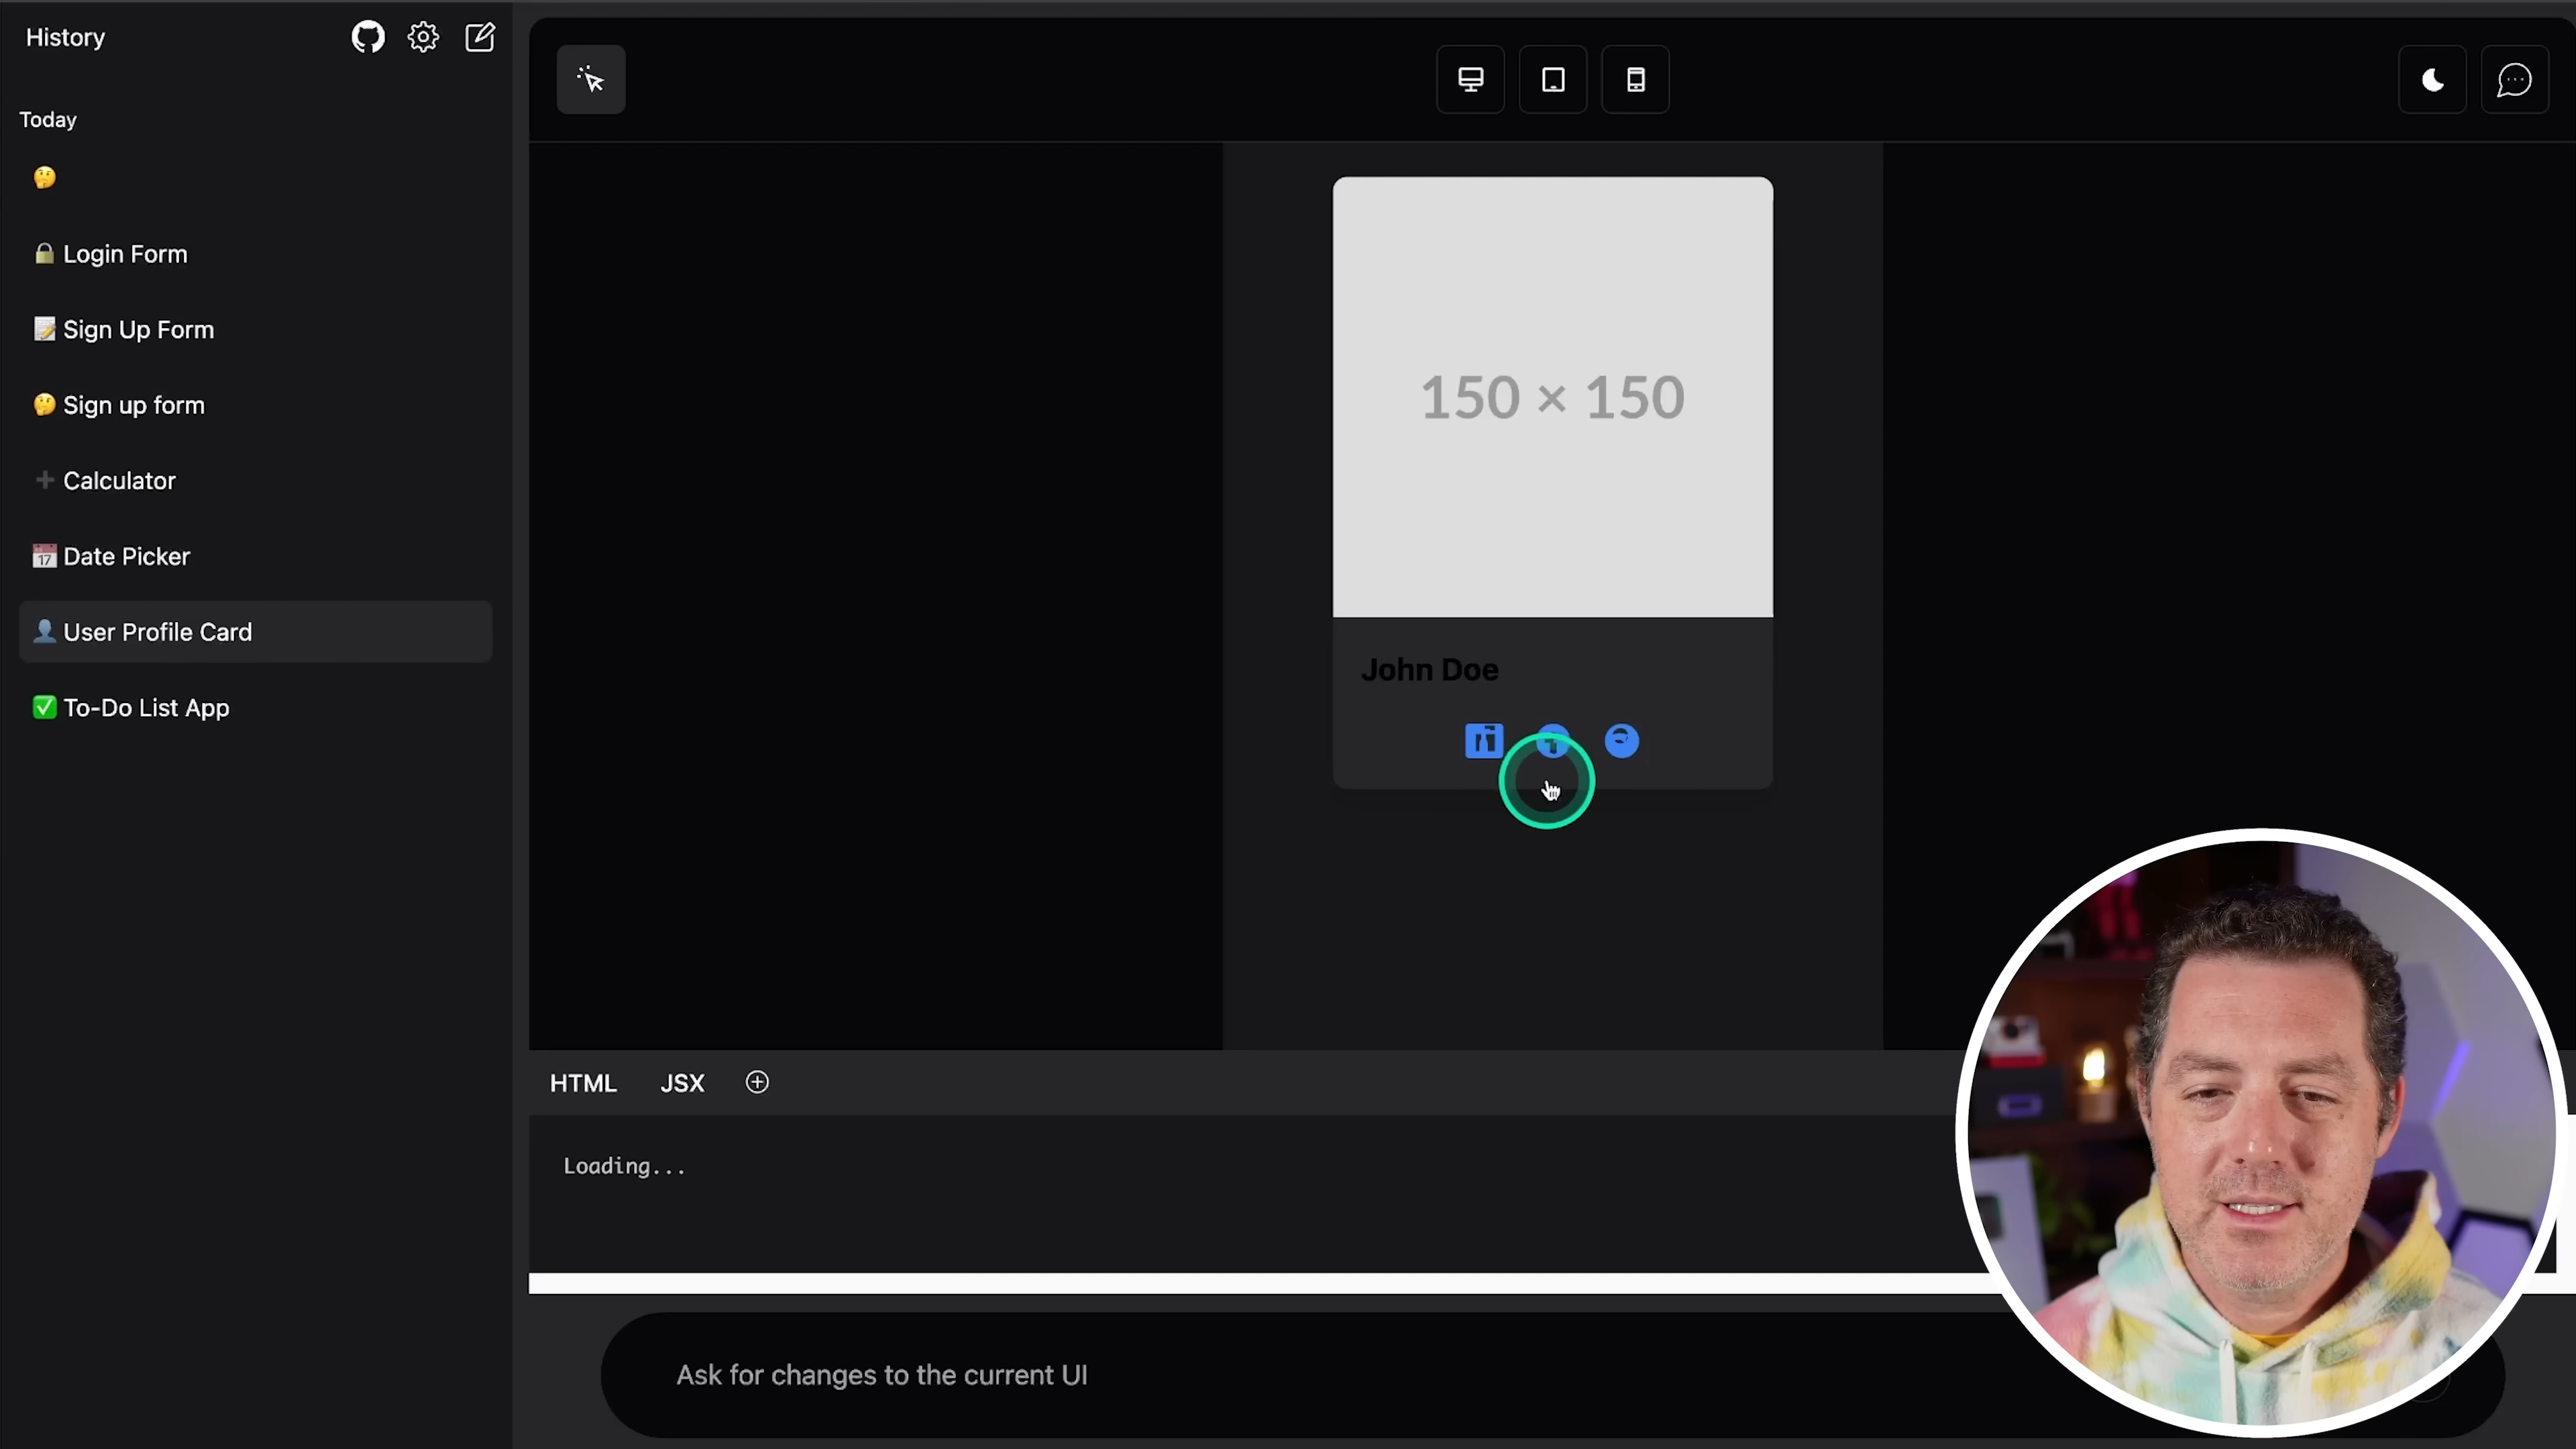 History
Today
Login Form
Sign Up Form
Sign up form
Calculator
17
Date Picker
User Profile Card
To-Do List App
150 × 150
John Doe
HTML JSX
Loading...
Ask for changes to the current UI